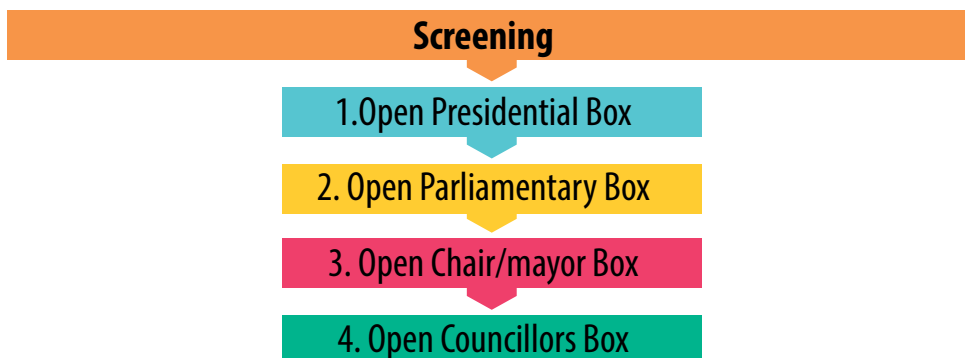 Screening
1.Open Presidential Box
2. Open Parliamentary Box
3. Open Chair/mayor Box
4. Open Councillors Box